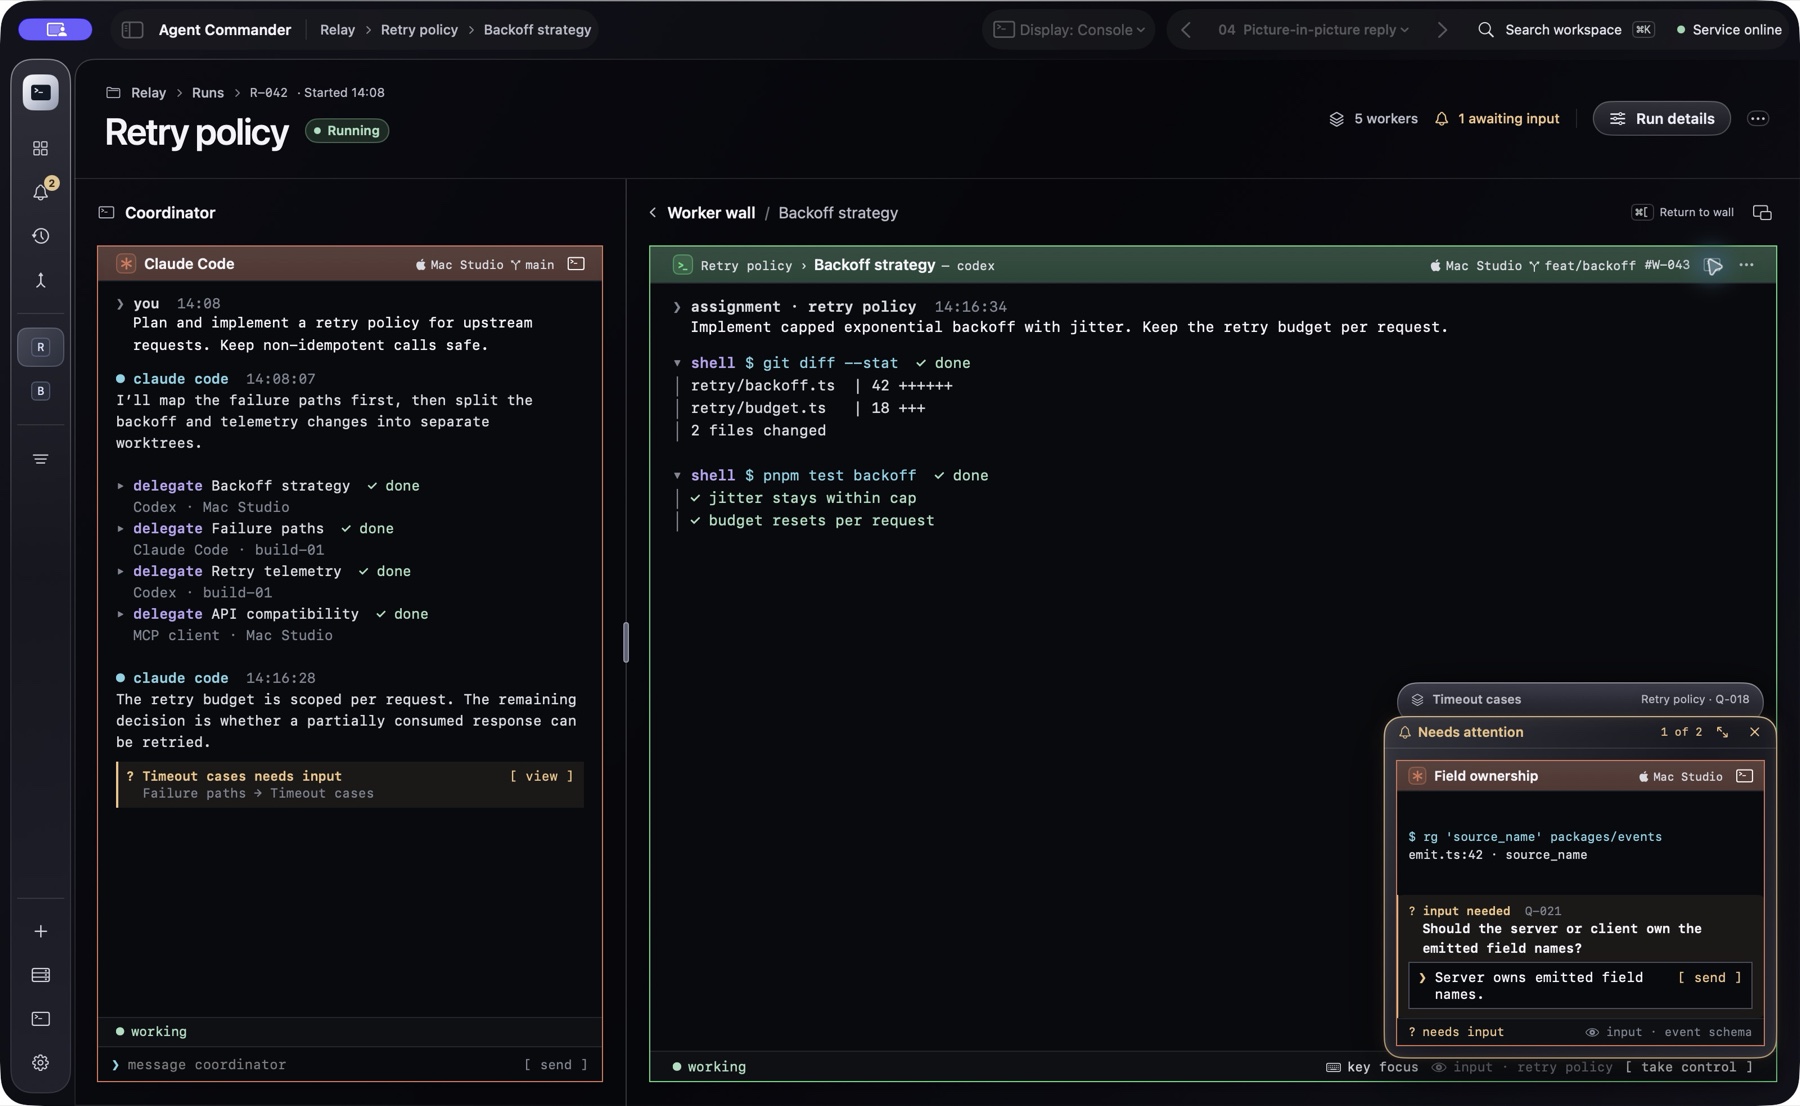 Agent Commander
Relay > Retry policy > Backoff strategy
Display: Console
04 Picture-in-picture reply
Search workspace ⌘K
Service online
2
R
B
Relay > Runs > R–042 · Started 14:08
Retry policy
Running
5 workers
1 awaiting input
Run details
Coordinator
Claude Code
Mac Studio main
❯ you 14:08
Plan and implement a retry policy for upstream
requests. Keep non–idempotent calls safe.
claude code 14:08:07
I’ll map the failure paths first, then split the
backoff and telemetry changes into separate
worktrees.
▸ delegate Backoff strategy ✓ done
Codex · Mac Studio
▸ delegate Failure paths ✓ done
Claude Code · build–01
▸ delegate Retry telemetry ✓ done
Codex · build–01
▸ delegate API compatibility ✓ done
MCP client · Mac Studio
claude code 14:16:28
The retry budget is scoped per request. The remaining
decision is whether a partially consumed response can
be retried.
? Timeout cases needs input [ view ]
Failure paths → Timeout cases
working
❯ message coordinator [ send ]
Worker wall / Backoff strategy
⌘[ Return to wall
Retry policy › Backoff strategy — codex
Mac Studio feat/backoff #W–043
❯ assignment · retry policy 14:16:34
Implement capped exponential backoff with jitter. Keep the retry budget per request.
▾ shell $ git diff ––stat ✓ done
retry/backoff.ts | 42 ++++++
retry/budget.ts | 18 +++
2 files changed
▾ shell $ pnpm test backoff ✓ done
✓ jitter stays within cap
✓ budget resets per request
Timeout cases Retry policy · Q-018
Needs attention 1 of 2
Field ownership Mac Studio
$ rg 'source_name' packages/events
emit.ts:42 · source_name
? input needed Q–021
Should the server or client own the
emitted field names?
❯ Server owns emitted field [ send ]
names.
? needs input input · event schema
working
key focus input · retry policy [ take control ]